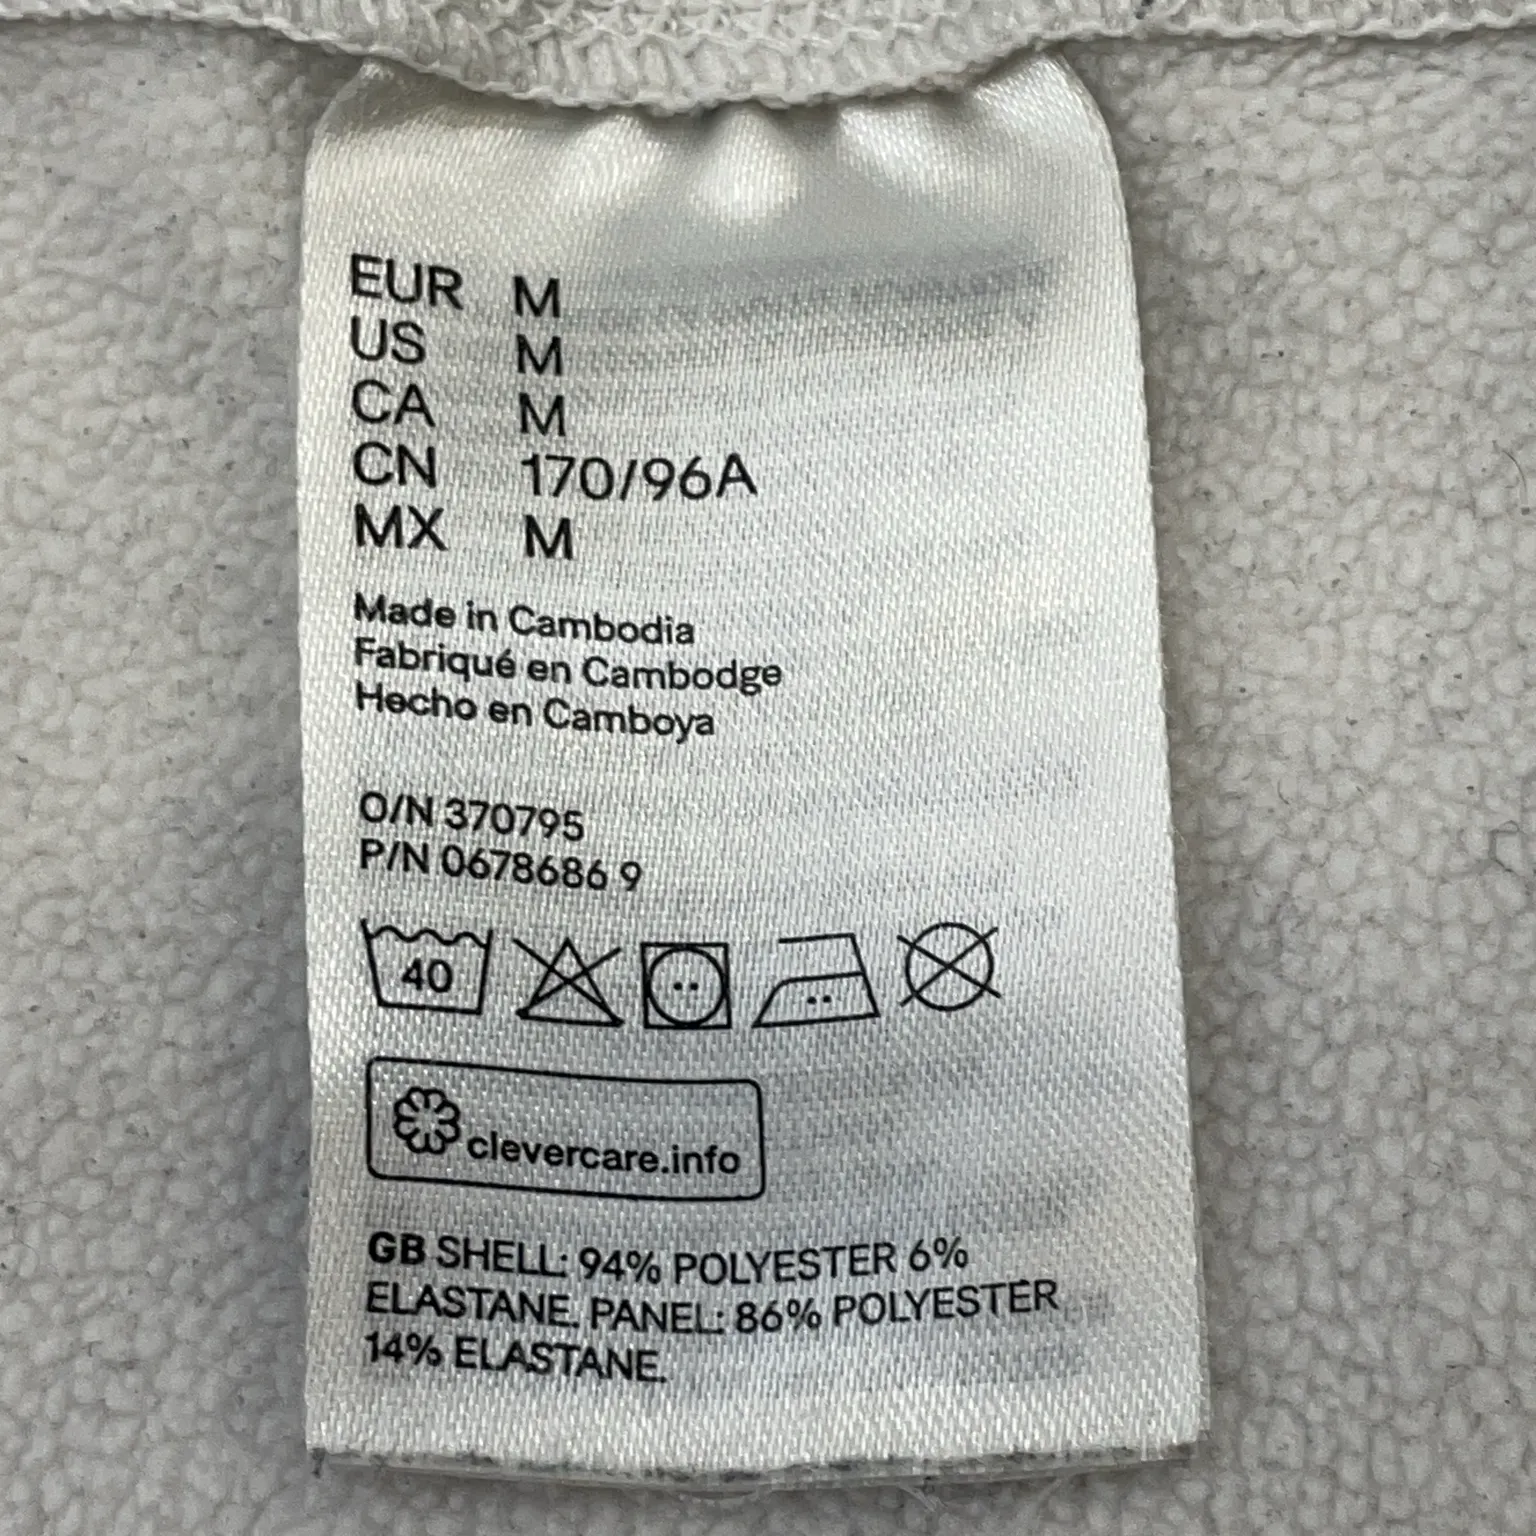 EUR M
US M
CA M
CN 170/96A
MX M
Made in Cambodia
Fabriqué en Cambodge
Hecho en Camboya
O/N 370795
P/N 0678686 9
40
clevercare.info
GB SHELL: 94% POLYESTER 6%
ELASTANE. PANEL: 86% POLYESTER
14% ELASTANE.